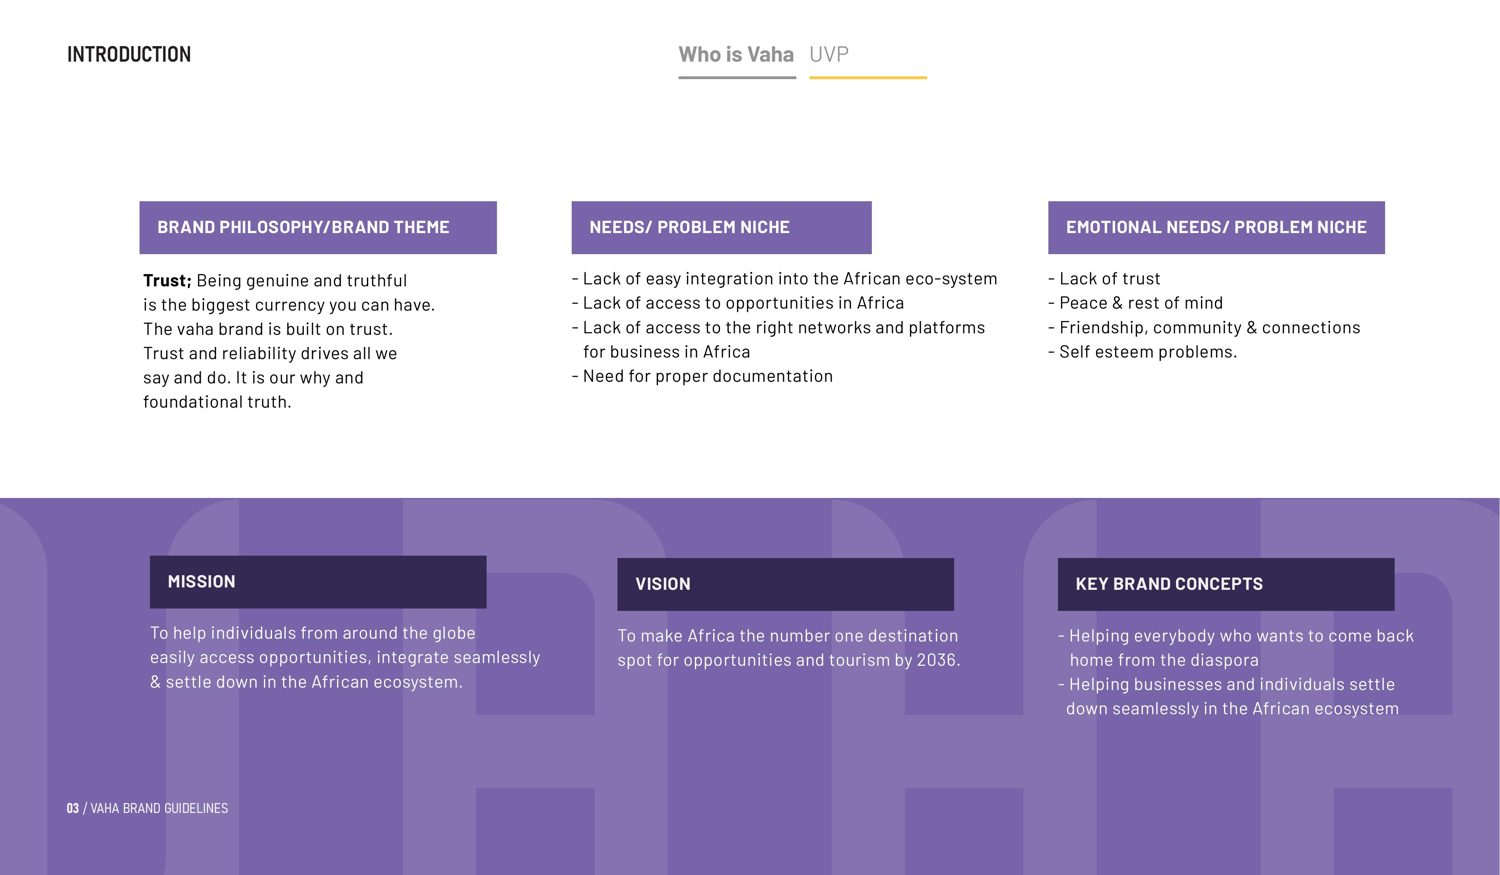 INTRODUCTION
Who is Vaha UVP
BRAND PHILOSOPHY/BRAND THEME
Trust; Being genuine and truthful
is the biggest currency you can have.
The vaha brand is built on trust.
Trust and reliability drives all we
say and do. It is our why and
foundational truth.
NEEDS/ PROBLEM NICHE
- Lack of easy integration into the African eco-system
- Lack of access to opportunities in Africa
- Lack of access to the right networks and platforms
for business in Africa
- Need for proper documentation
EMOTIONAL NEEDS/ PROBLEM NICHE
- Lack of trust
- Peace & rest of mind
- Friendship, community & connections
- Self esteem problems.
MISSION
To help individuals from around the globe
easily access opportunities, integrate seamlessly
& settle down in the African ecosystem.
VISION
To make Africa the number one destination
spot for opportunities and tourism by 2036.
KEY BRAND CONCEPTS
- Helping everybody who wants to come back
home from the diaspora
- Helping businesses and individuals settle
down seamlessly in the African ecosystem
03 / VAHA BRAND GUIDELINES